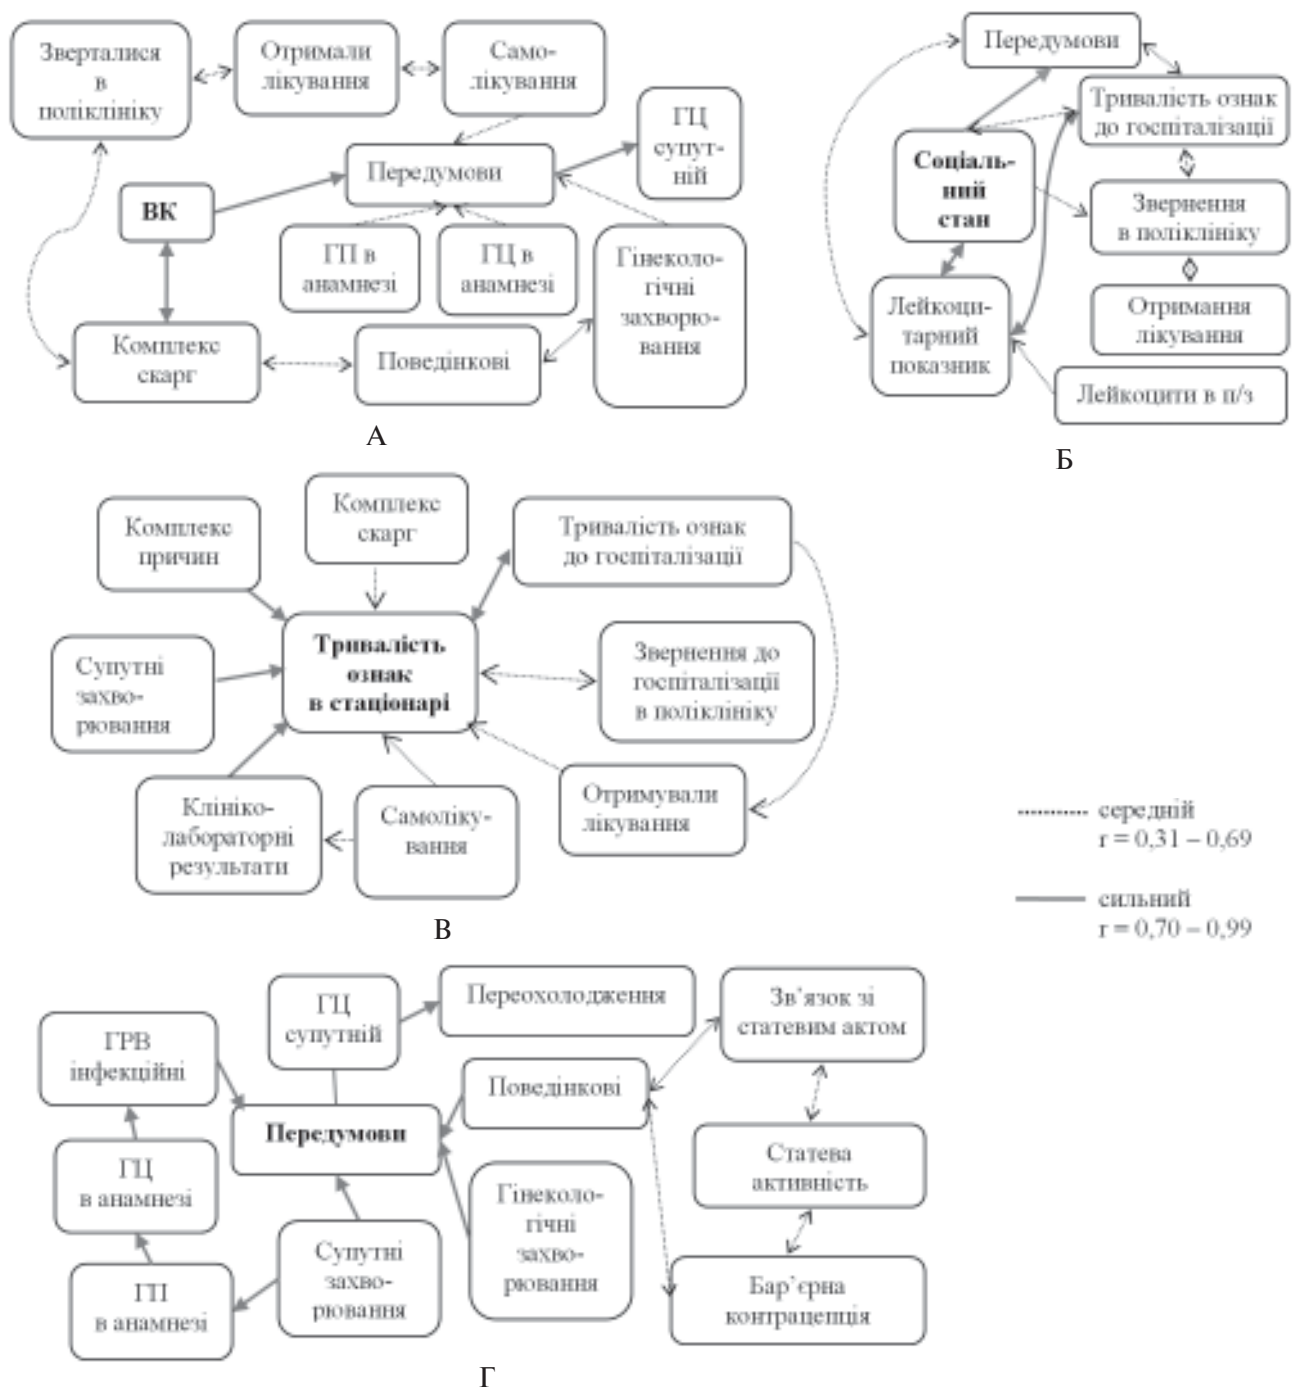 Зверталися
в
поліклініку
Отримали
лікування
Само-
лікування
ГЦ
супут-
ній
Передумови
ВК
ГП в
анамнезі
ГЦ в
анамнезі
Гінеколо-
гічні
захворю-
вання
Комплекс
скарг
Поведінкові
А
Передумови
Тривалість ознак
до госпіталізації
Соціаль-
ний
стан
Звернення
в поліклініку
Лейкоци-
тарний
показник
Отримання
лікування
Лейкоцити в п/з
Б
Комплекс
причин
Комплекс
скарг
Тривалість ознак
до госпіталізації
Супутні
захво-
рювання
Тривалість
ознак
в стаціонарі
Звернення до
госпіталізації
в поліклініку
Клініко-
лабораторні
результати
Самоліку-
вання
Отримували
лікування
В
середній
r = 0,31 – 0,69
сильний
r = 0,70 – 0,99
ГЦ
супутній
Переохолодження
Зв’язок зі
статевим актом
ГРВ
інфекційні
Поведінкові
Передумови
ГЦ
в анамнезі
Статева
активність
Гінеколо-
гічні
захво-
рювання
Супутні
захво-
рювання
ГП
в анамнезі
Бар’єрна
контрацепція
Г